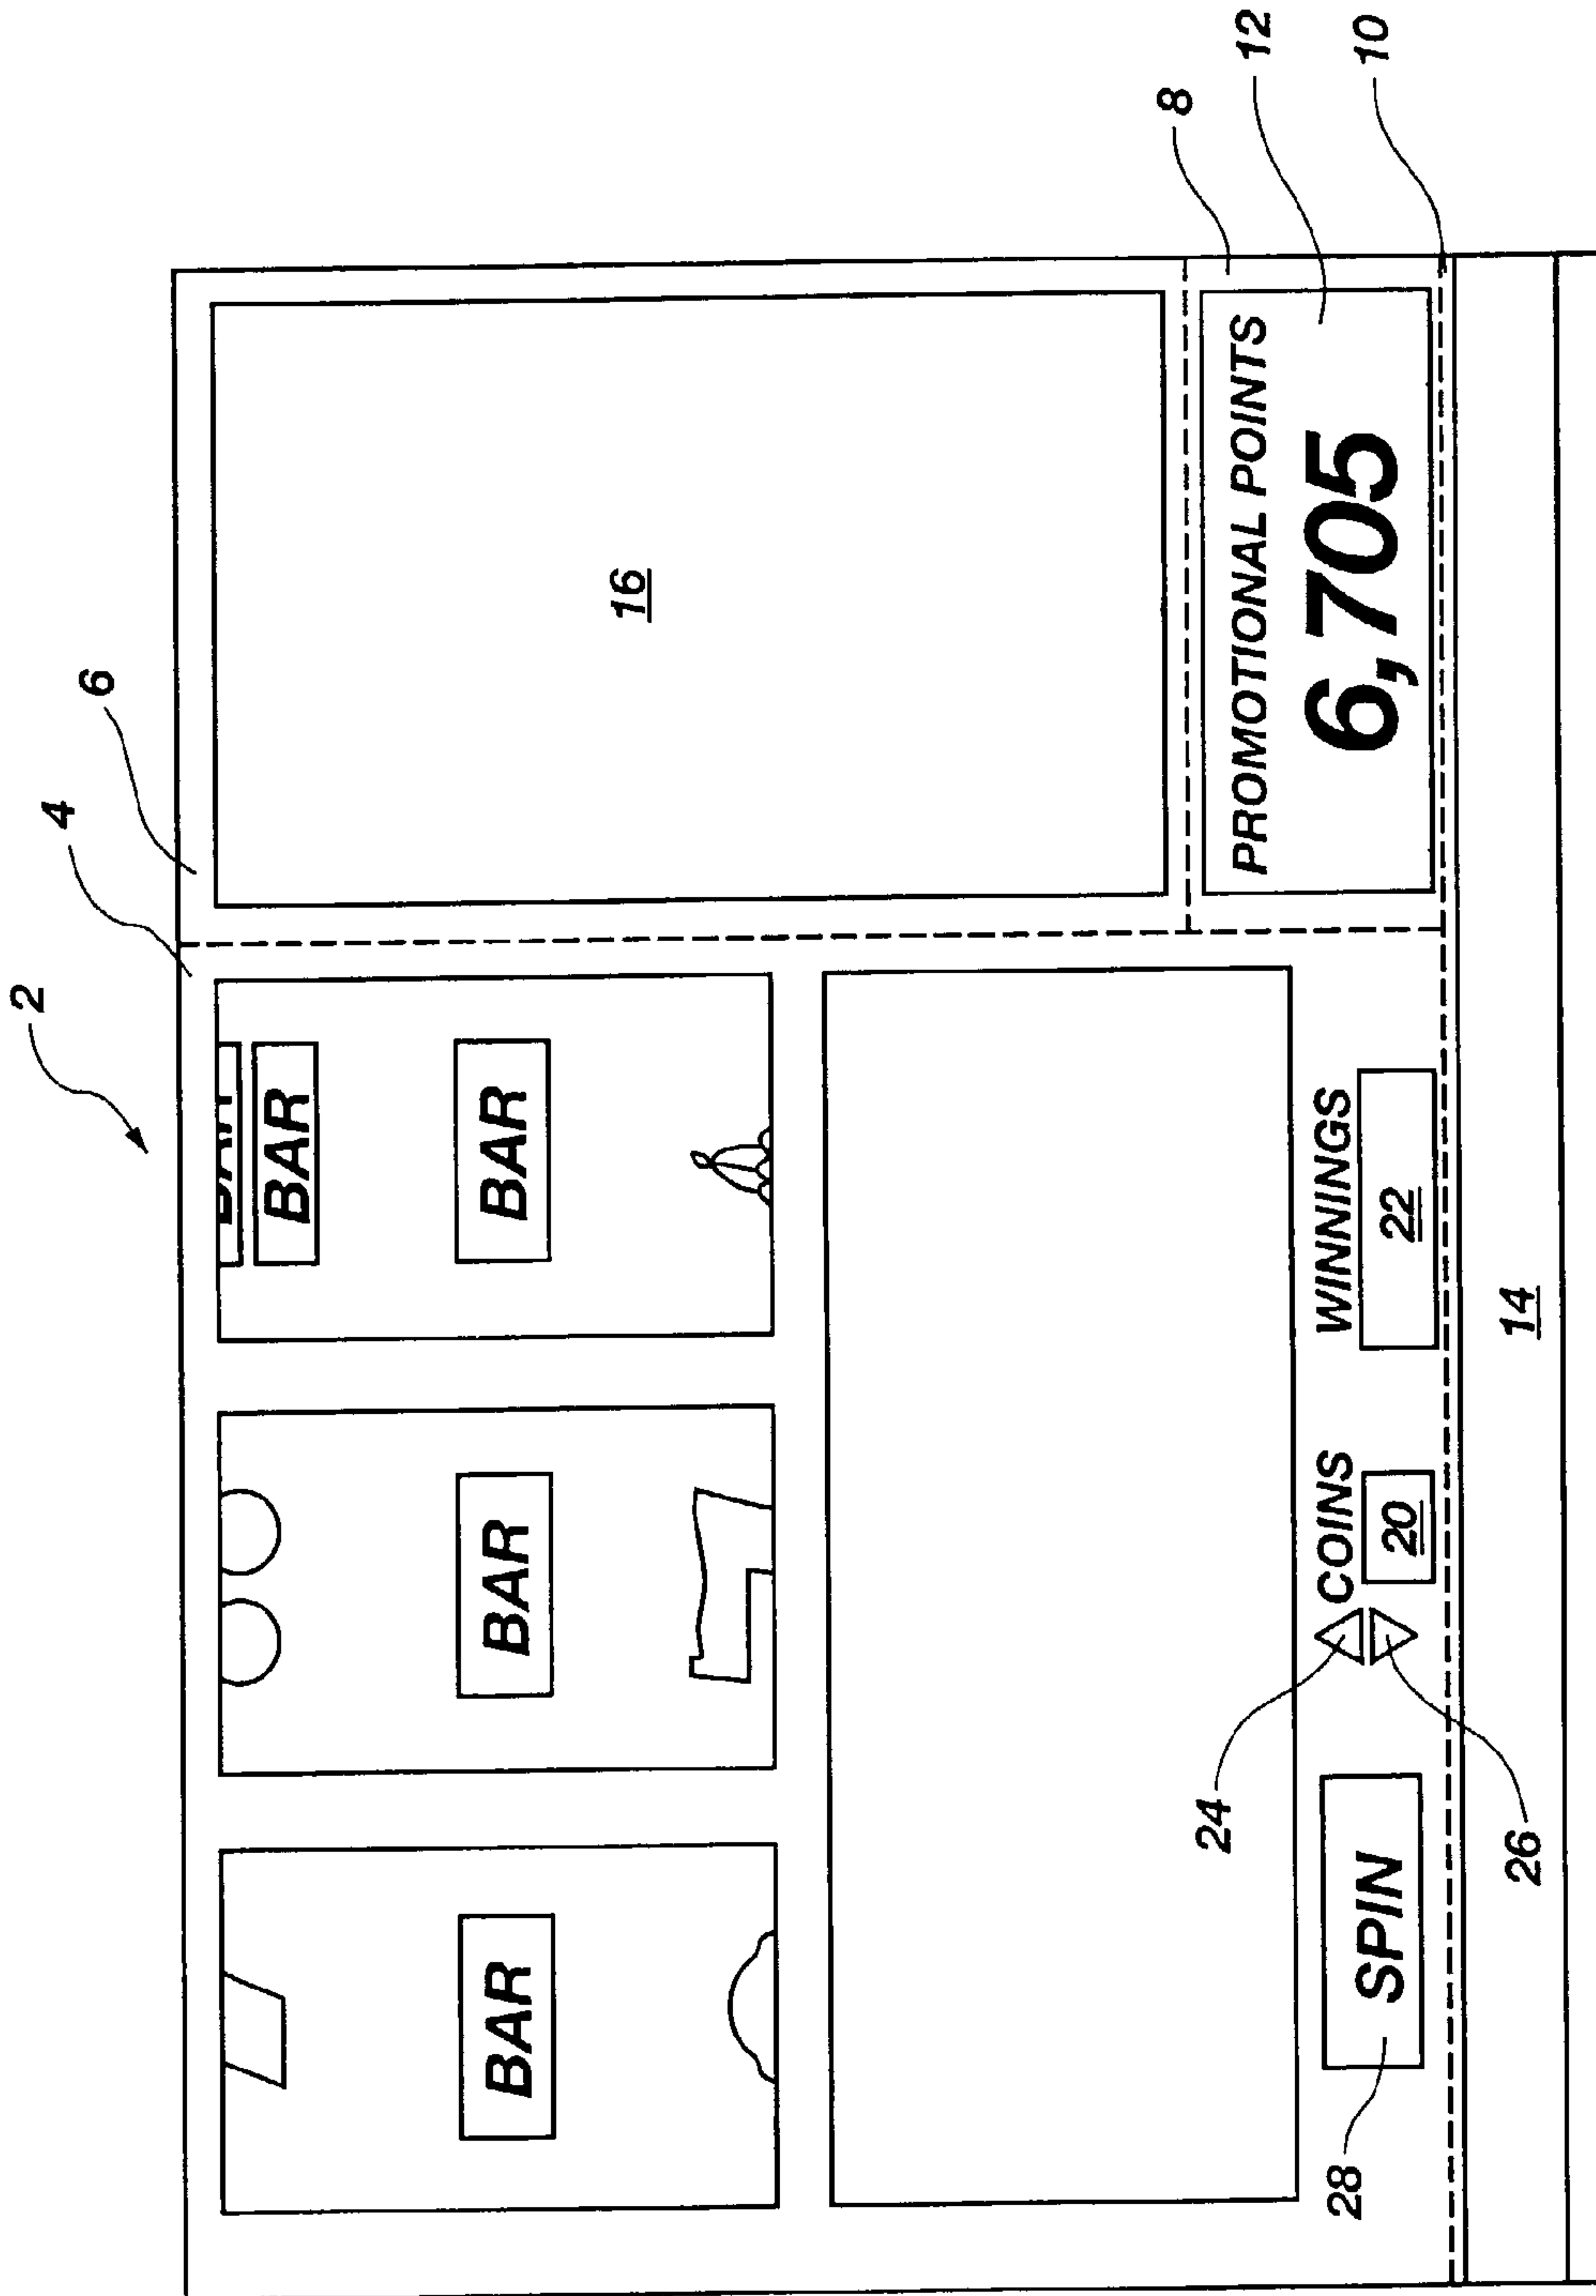 2
4
6
BAR
BAR
BAR
BAR
BAR
16
8
PROMOTIONAL POINTS
6,705
12
10
24
COINS
20
WINNINGS
22
SPIN
28
26
14